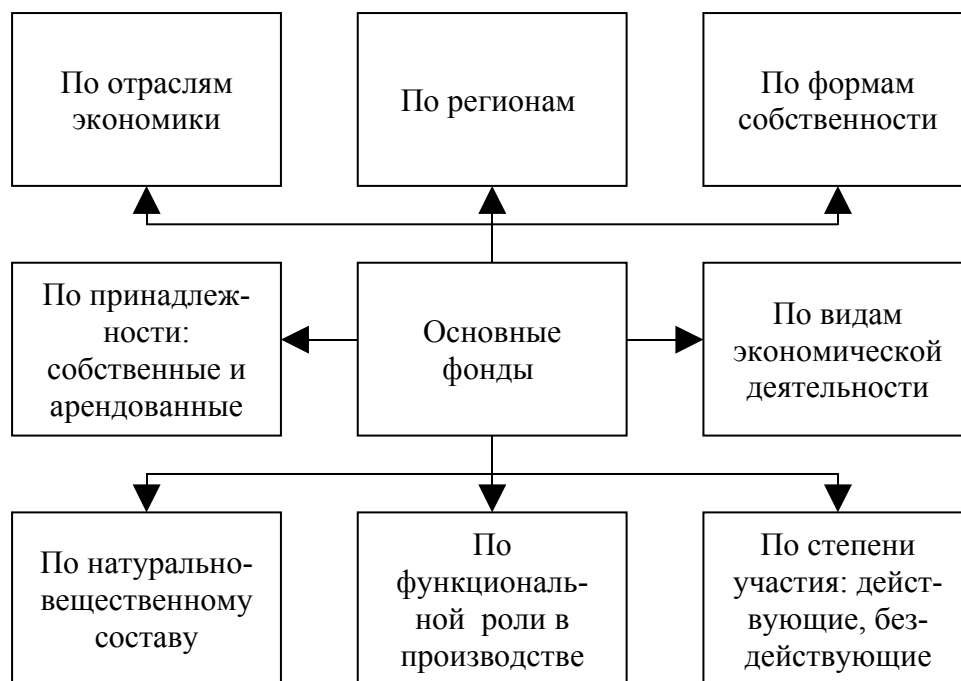 По отраслям
экономики
По регионам
По формам
собственности
По принадлеж-
ности:
собственные и
арендованные
Основные
фонды
По видам
экономической
деятельности
По натурально-
вещественному
составу
По
функциональ-
ной роли в
производстве
По степени
участия: дейст-
вующие, без-
действующие